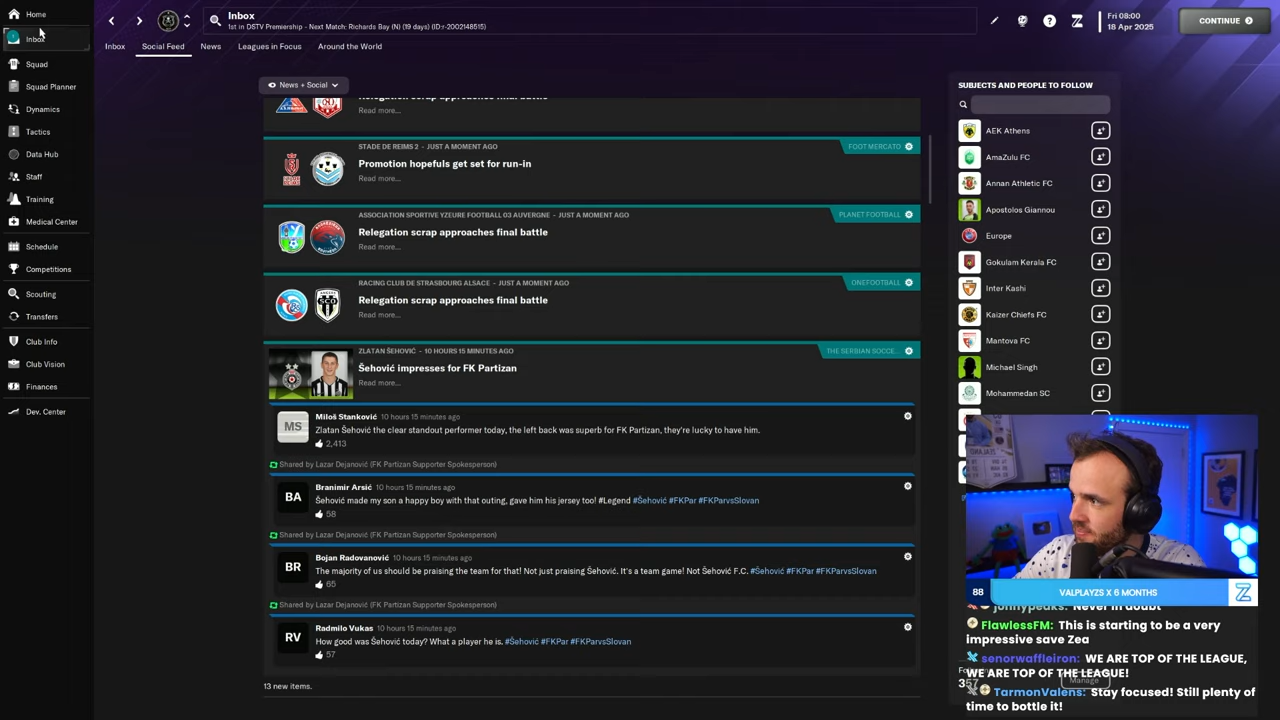 Home
Inbox
Squad
Squad Planner
Dynamics
Tactics
Data Hub
Staff
Training
Medical Center
Schedule
Competitions
Scouting
Transfers
Club Info
Club Vision
Finances
Dev. Center
Inbox
1st in DSTV Premiership - Next Match: Richards Bay (N) (19 days) (ID:r-2002148515)
Fri 08:00
18 Apr 2025
CONTINUE
Inbox
Social Feed
News
Leagues in Focus
Around the World
News + Social
Relegation scrap approaches final battle
Read more...
STADE DE REIMS 2 - JUST A MOMENT AGO
FOOT MERCATO
Promotion hopefuls get set for run-in
Read more...
ASSOCIATION SPORTIVE YZEURE FOOTBALL 03 AUVERGNE - JUST A MOMENT AGO
PLANET FOOTBALL
Relegation scrap approaches final battle
Read more...
RACING CLUB DE STRASBOURG ALSACE - JUST A MOMENT AGO
ONEFOOTBALL
Relegation scrap approaches final battle
Read more...
ZLATAN ŠEHOVIĆ - 10 HOURS 15 MINUTES AGO
THE SERBIAN SOCCE...
Šehović impresses for FK Partizan
Read more...
MS
Miloš Stanković 10 hours 15 minutes ago
Zlatan Šehović the clear standout performer today, the left back was superb for FK Partizan, they're lucky to have him.
2,413
Shared by Lazar Dejanović (FK Partizan Supporter Spokesperson)
BA
Branimir Arsić 10 hours 15 minutes ago
Šehović made my son a happy boy with that outing, gave him his jersey too! #Legend #Šehović #FKPar #FKParvsSlovan
58
Shared by Lazar Dejanović (FK Partizan Supporter Spokesperson)
BR
Bojan Radovanović 10 hours 15 minutes ago
The majority of us should be praising the team for that! Not just praising Šehović. It's a team game! Not Šehović F.C. #Šehović #FKPar #FKParvsSlovan
65
Shared by Lazar Dejanović (FK Partizan Supporter Spokesperson)
RV
Radmilo Vukas 10 hours 15 minutes ago
How good was Šehović today? What a player he is. #Šehović #FKPar #FKParvsSlovan
57
13 new items.
SUBJECTS AND PEOPLE TO FOLLOW
AEK Athens
AmaZulu FC
Annan Athletic FC
Apostolos Giannou
Europe
Gokulam Kerala FC
Inter Kashi
Kaizer Chiefs FC
Mantova FC
Michael Singh
Mohammedan SC
88
VALPLAYZS X 6 MONTHS
jonnypeaks: Never in doubt
FlawlessFM: This is starting to be a very
impressive save Zea
senorwaffleiron: WE ARE TOP OF THE LEAGUE,
WE ARE TOP OF THE LEAGUE!
357
Manage
TarmonValens: Stay focused! Still plenty of
time to bottle it!